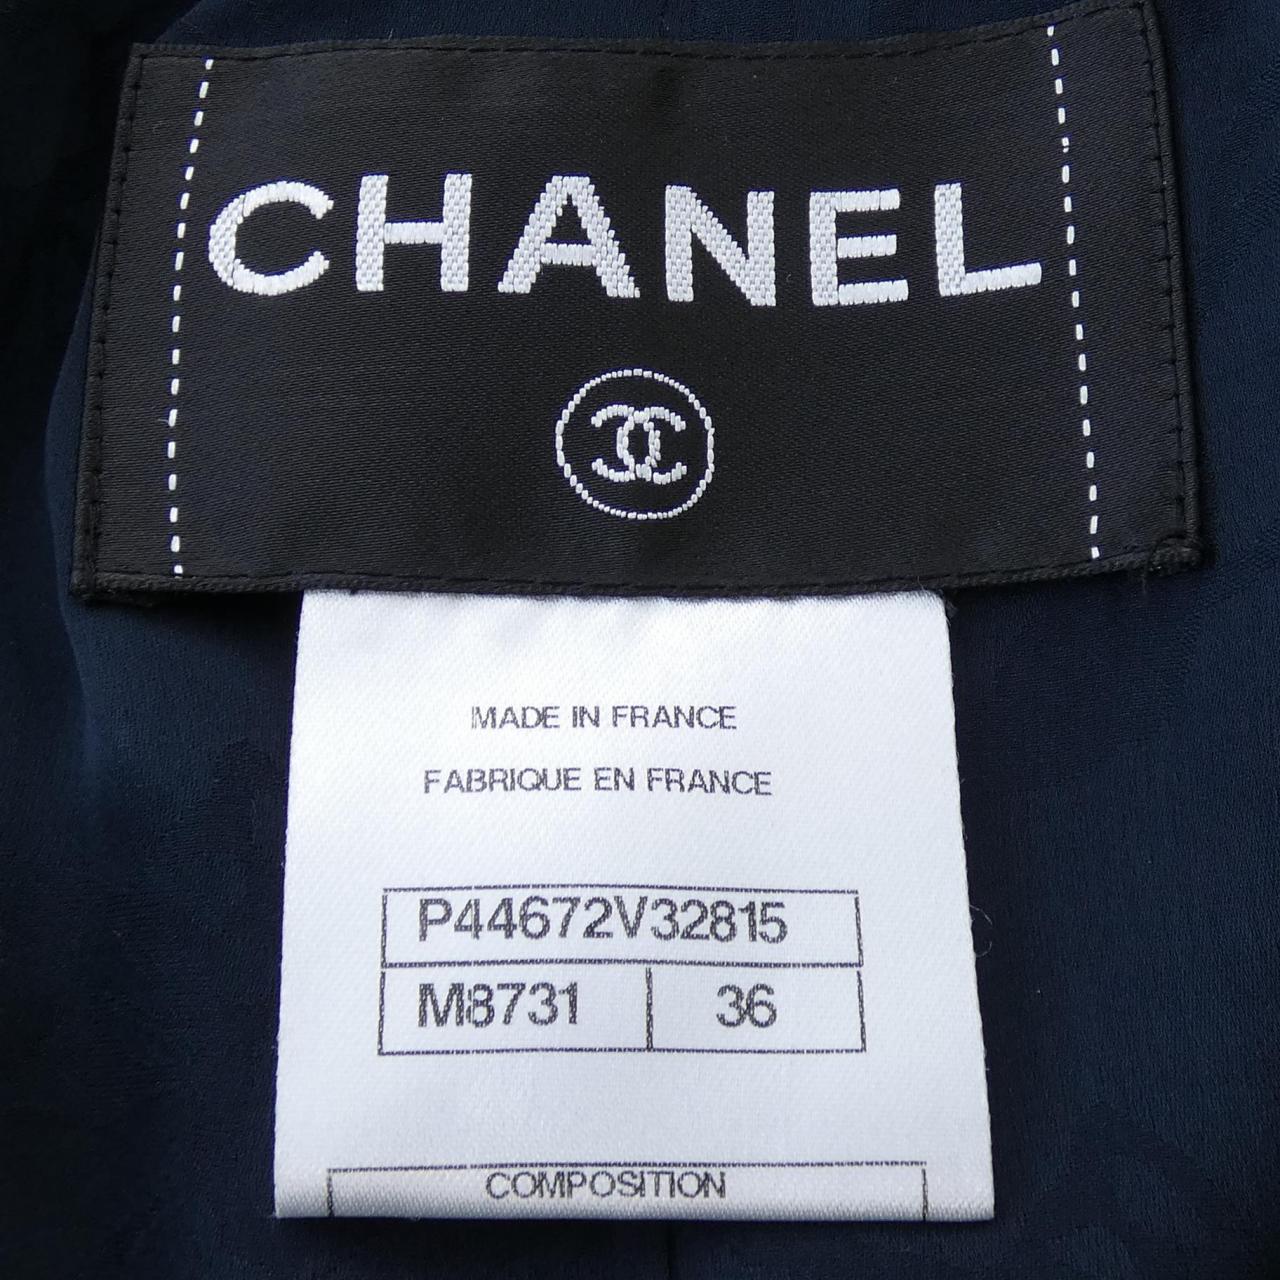 CHANEL
MADE IN FRANCE
FABRIQUE EN FRANCE
P44672V32815
M8731 36
COMPOSITION